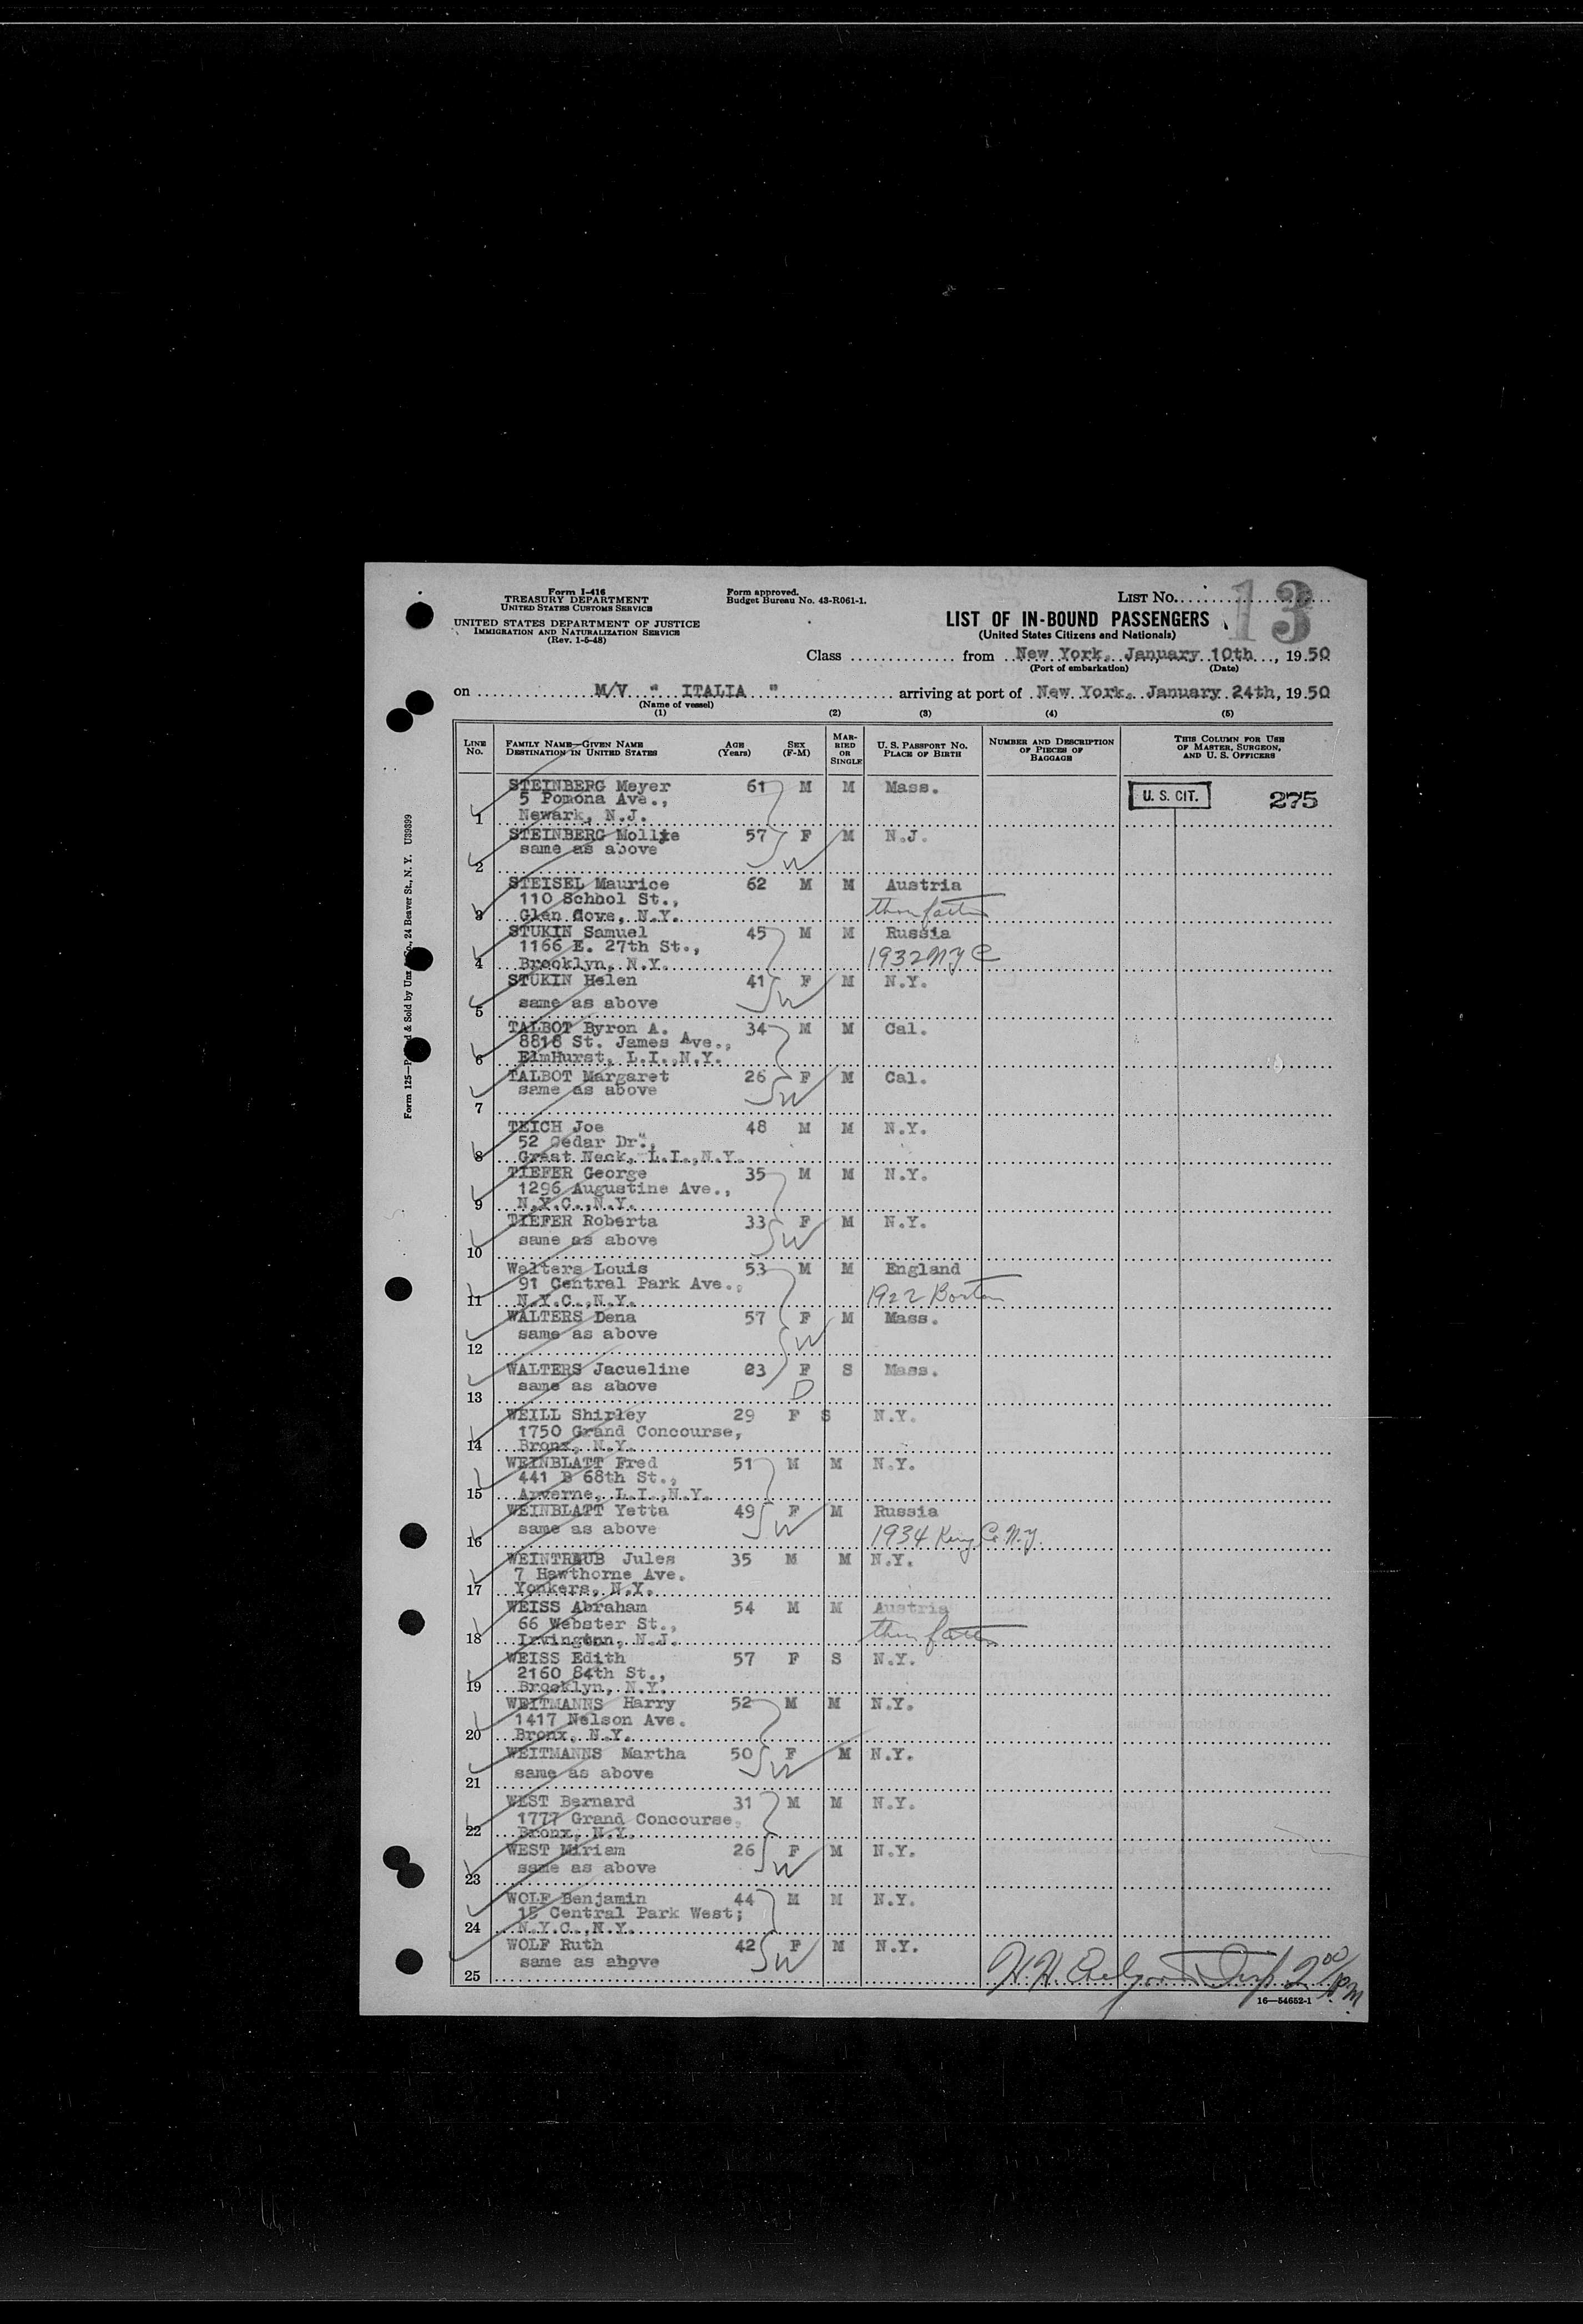 Form I-416
TREASURY DEPARTMENT
UNITED STATES CUSTOMS SERVICE
UNITED STATES DEPARTMENT OF JUSTICE
IMMIGRATION AND NATURALIZATION SERVICE
(Rev. 1-5-48)
Form approved.
Budget Bureau No. 43-R061-1.
LIST No. 13
LIST OF IN-BOUND PASSENGERS
(United States Citizens and Nationals)
Class from New York, January 10th, 1950
(Port of embarkation) (Date)
on M/V " ITALIA " arriving at port of New York, January 24th, 1950
(Name of vessel)
(1) (2) (3) (4) (5)
LINE No. FAMILY NAME—GIVEN NAME DESTINATION IN UNITED STATES AGE (Years) SEX (F-M) MARRIED OR SINGLE U. S. PASSPORT No. PLACE OF BIRTH NUMBER AND DESCRIPTION OF PIECES OF BAGGAGE THIS COLUMN FOR USE OF MASTER, SURGEON, AND U. S. OFFICERS
STEINBERG Meyer 61 M M Mass. U. S. CIT. 275
5 Pomona Ave.,
1 Newark, N.J.
STEINBERG Mollie 57 F M N.J.
same as above W
2
STEISEL Maurice 62 M M Austria
110 Schhol St.,
3 Glen Cove, N.Y.
STUKIN Samuel 45 M M Russia
1166 E. 27th St., 1932 NYC
4 Brooklyn, N.Y.
STUKIN Helen 41 F M N.Y.
same as above W
5
TALBOT Byron A. 34 M M Cal.
8818 St. James Ave.,
6 ElmHurst, L.I.,N.Y.
TALBOT Margaret 26 F M Cal.
same as above W
7
TEICH Joe 48 M M N.Y.
52 Cedar Dr.,
8 Great Neck, L.I.,N.Y.
TIEFER George 35 M M N.Y.
1296 Augustine Ave.,
9 N.Y.C.,N.Y.
TIEFER Roberta 33 F M N.Y.
same as above W
10
Walters Louis 53 M M England
91 Central Park Ave., 1922 Boston
11 N.Y.C.,N.Y.
WALTERS Dena 57 F M Mass.
same as above W
12
WALTERS Jacueline 23 F S Mass.
same as above D
13
WEILL Shirley 29 F S N.Y.
1750 Grand Concourse,
14 Bronx, N.Y.
WEINBLATT Fred 51 M M N.Y.
441 B 68th St.,
15 Arverne, L.I.,N.Y.
WEINBLATT Yetta 49 F M Russia
same as above W 1934 King Co N.Y.
16
WEINTRAUB Jules 35 M M N.Y.
7 Hawthorne Ave.
17 Yonkers, N.Y.
WEISS Abraham 54 M M Austria
66 Webster St.,
18 Irvington, N.J.
WEISS Edith 57 F S N.Y.
2160 84th St.,
19 Brooklyn, N.Y.
WEITMANNS Harry 52 M M N.Y.
1417 Nelson Ave.
20 Bronx, N.Y.
WEITMANNS Martha 50 F M N.Y.
same as above W
21
WEST Bernard 31 M M N.Y.
1777 Grand Concourse,
22 Bronx, N.Y.
WEST Miriam 26 F M N.Y.
same as above W
23
WOLF Benjamin 44 M M N.Y.
15 Central Park West;
24 N.Y.C.,N.Y.
WOLF Ruth 42 F M N.Y.
same as above W
25
2 00 PM
16—54652-1